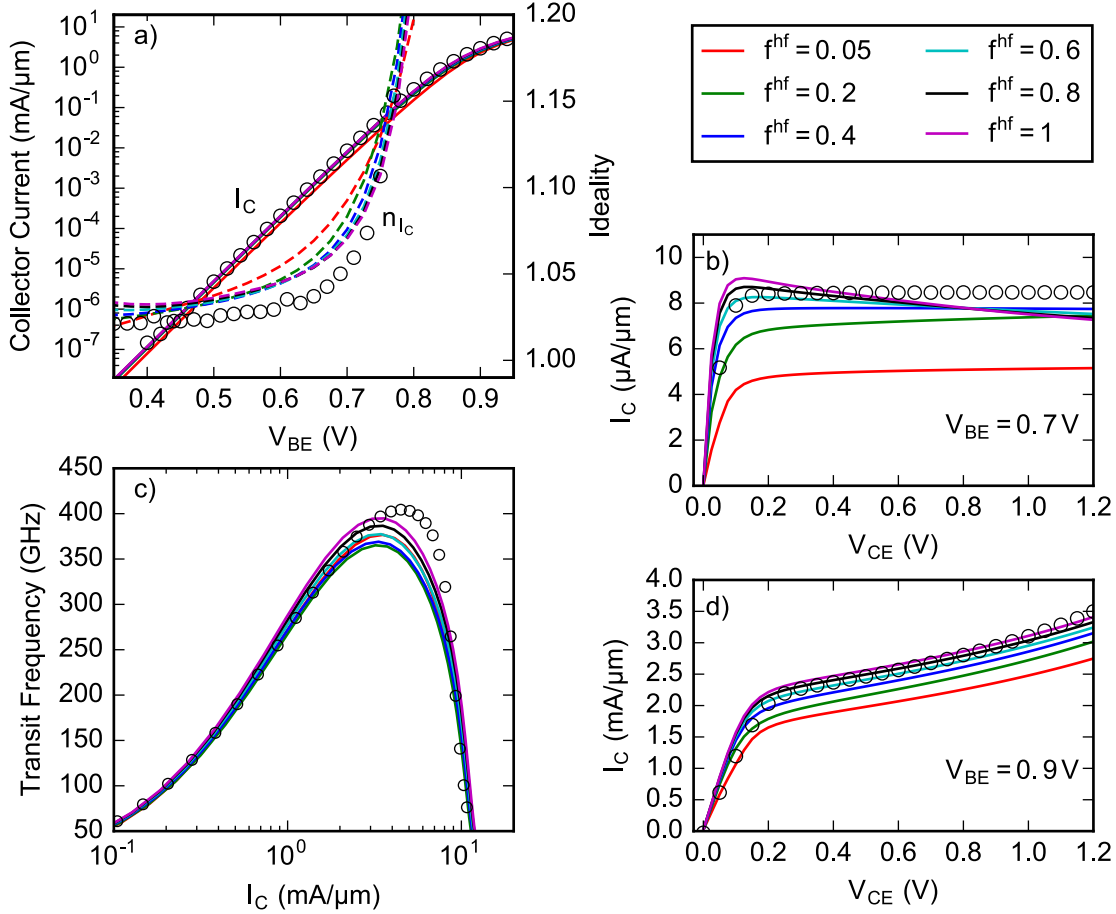 a)
10¹
10⁰
10⁻¹
10⁻²
10⁻³
10⁻⁴
10⁻⁵
10⁻⁶
10⁻⁷
Collector Current (mA/µm)
0.4 0.5 0.6 0.7 0.8 0.9
V_BE (V)
1.20
1.15
1.10
1.05
1.00
Ideality
I_C
n_{I_C}
f^hf = 0.05 f^hf = 0.6
f^hf = 0.2 f^hf = 0.8
f^hf = 0.4 f^hf = 1
b)
10
8
6
4
2
0
I_C (µA/µm)
V_BE = 0.7 V
0.0 0.2 0.4 0.6 0.8 1.0 1.2
V_CE (V)
c)
450
400
350
300
250
200
150
100
50
Transit Frequency (GHz)
10⁻¹ 10⁰ 10¹
I_C (mA/µm)
d)
4.0
3.5
3.0
2.5
2.0
1.5
1.0
0.5
0.0
I_C (mA/µm)
V_BE = 0.9 V
0.0 0.2 0.4 0.6 0.8 1.0 1.2
V_CE (V)